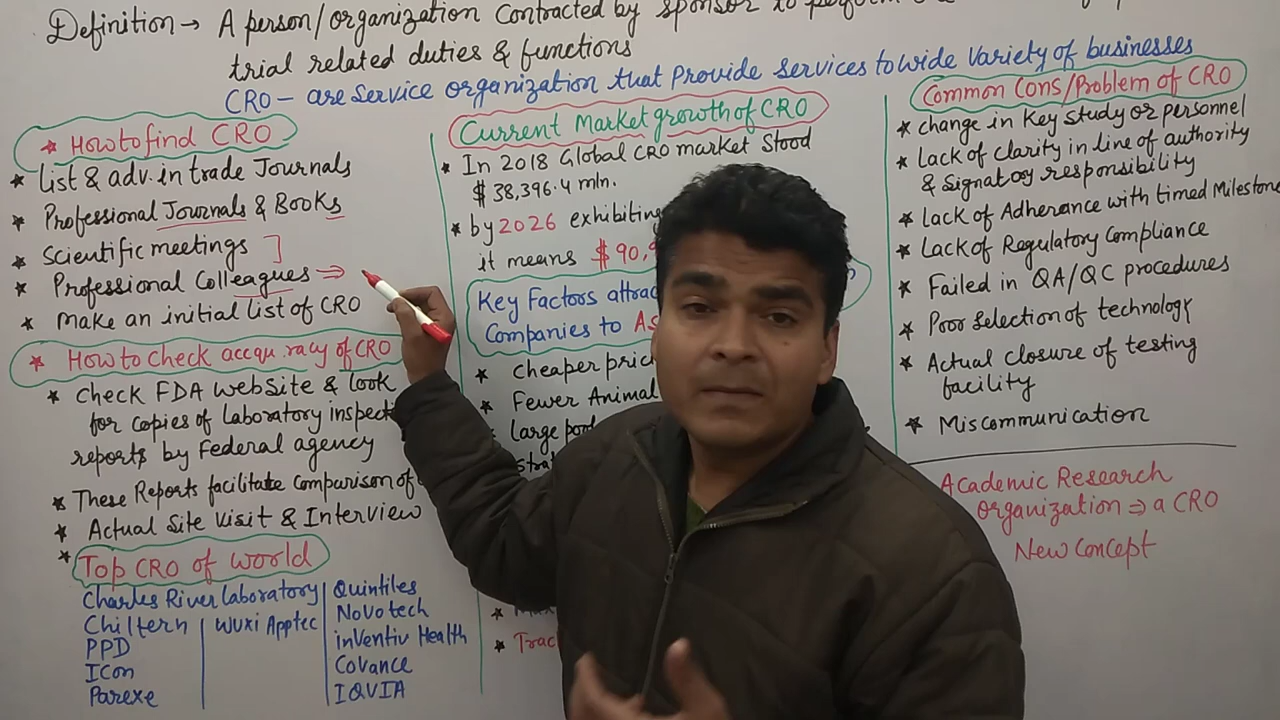 Definition → A person/organization contracted by sponsor to perform
trial related duties & functions
CRO - are service organization that provide services to wide variety of businesses
* How to find CRO
* List & adv. in trade Journals
* Professional Journals & Books
* Scientific meetings
* Professional Colleagues ⇒
* Make an initial list of CRO
* How to check accqu racy of CRO
* Check FDA website & look
for copies of laboratory inspect
reports by Federal agency
* These Reports facilitate comparison of
* Actual Site Visit & Interview
* Top CRO of world
Charles River laboratory
Chiltern
PPD
Icon
Parexe
Wuxi Apptec
Quintiles
Novotech
inVentiv Health
Covance
IQVIA
Current Market growth of CRO
* In 2018 Global CRO market Stood
$ 38,396.4 mln.
* by 2026 exhibiting
it means $90,
Key Factors attrac
Companies to As
* Cheaper pric
* Fewer Animal
* Large pool
Stra
* Trac
Common Cons/Problem of CRO
* change in Key study or personnel
* Lack of clarity in line of authority
& Signatory responsibility
* Lack of Adherance with timed Milestone
* Lack of Regulatory Compliance
* Failed in QA/QC procedures
* Poor selection of technology
* Actual closure of testing
facility
* Miscommunication
Academic Research
organization ⇒ a CRO
New Concept